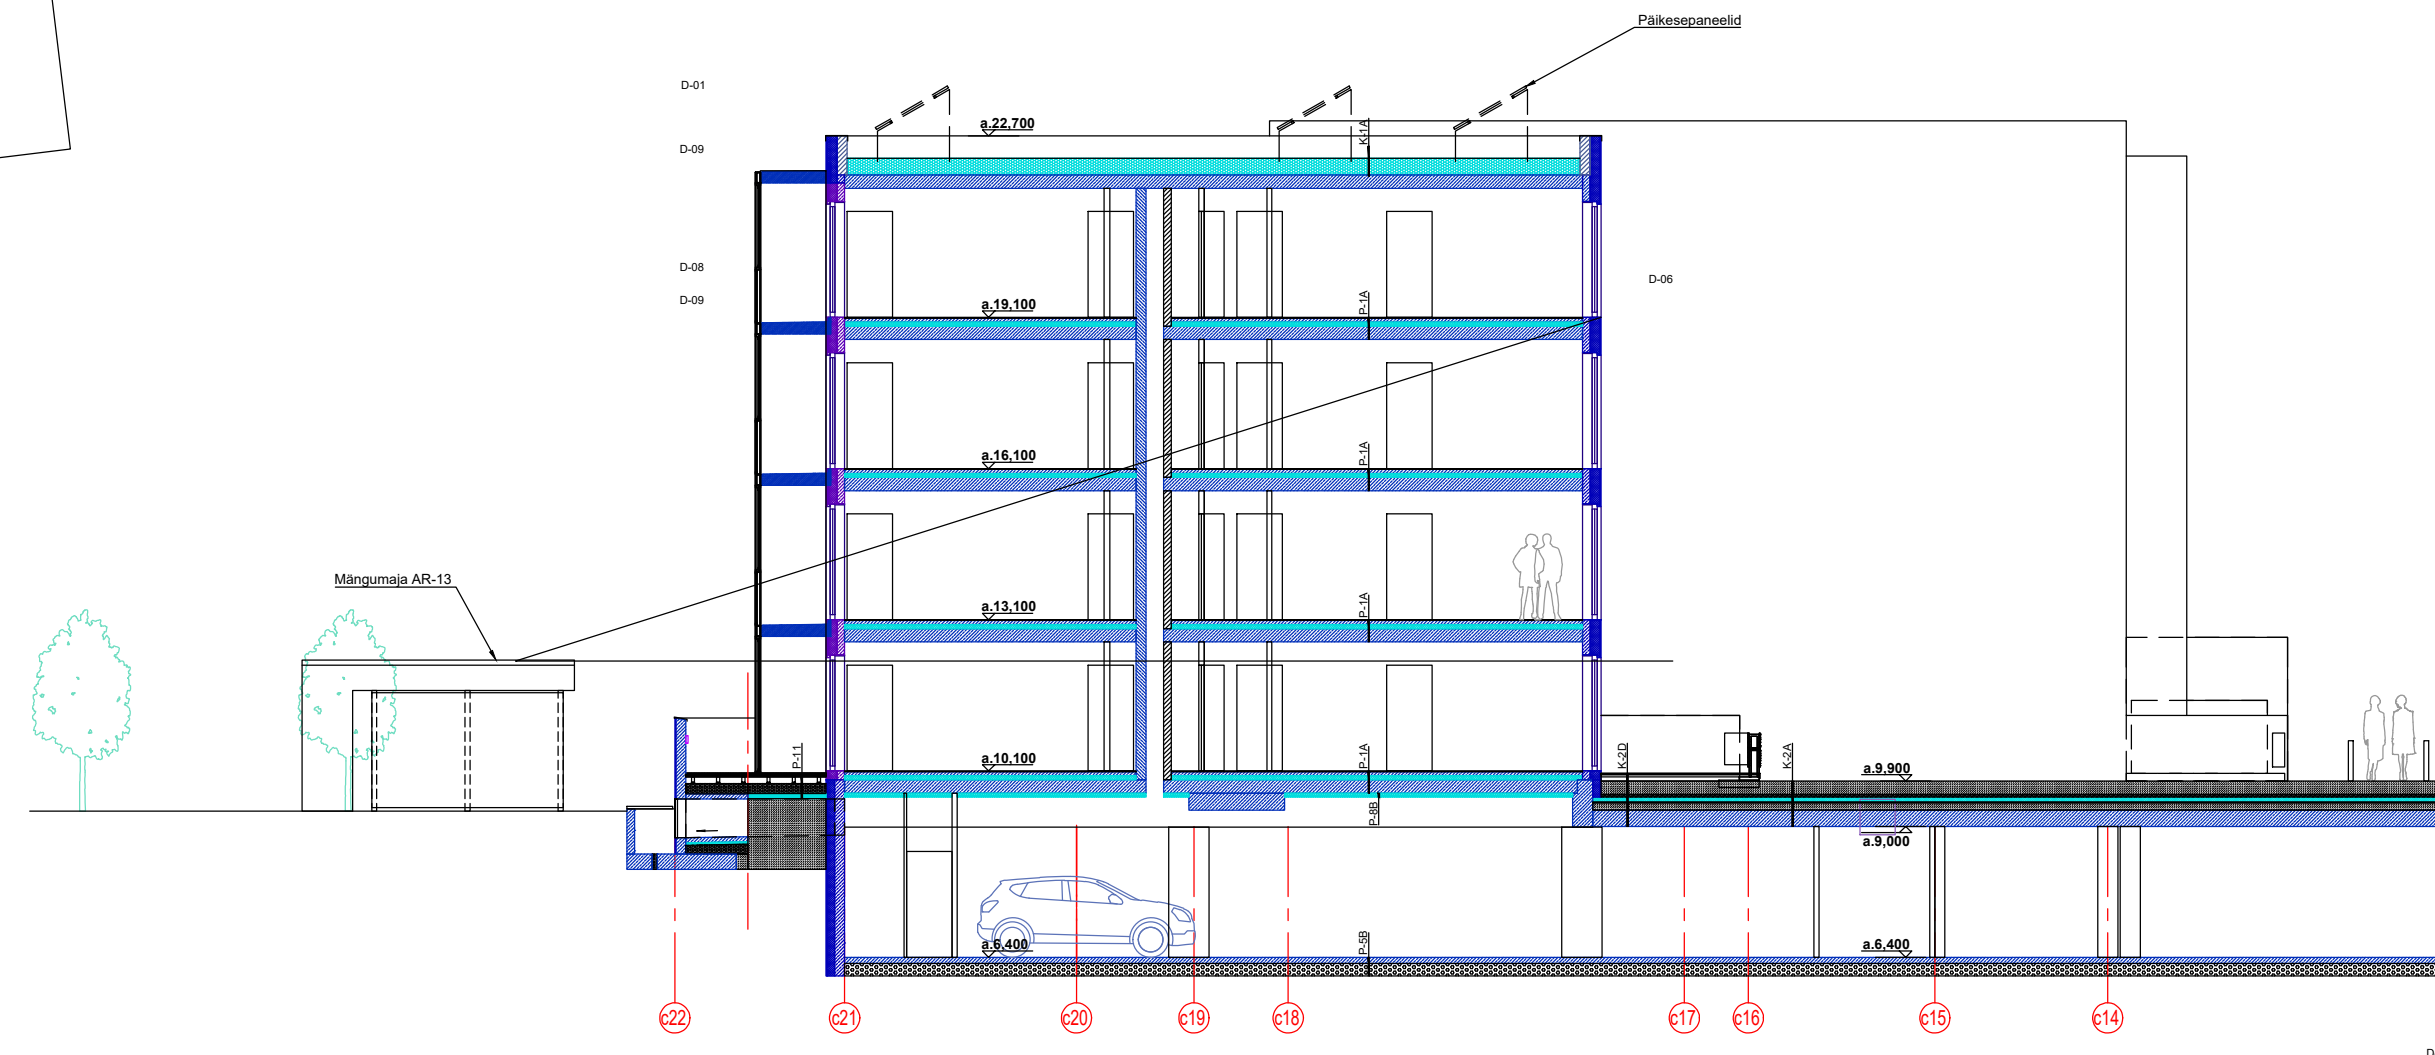 Päikesepaneelid
D-01
a.22,700
K-1A
D-09
D-08
D-06
D-09
a.19,100
P-1A
a.16,100
P-1A
Mängumaja AR-13
a.13,100
P-1A
P-11
a.10,100
P-1A
K-2D
K-2A
a.9,900
P-8B
a.9,000
a.6,400
P-5B
a.6,400
c22
c21
c20
c19
c18
c17
c16
c15
c14
D